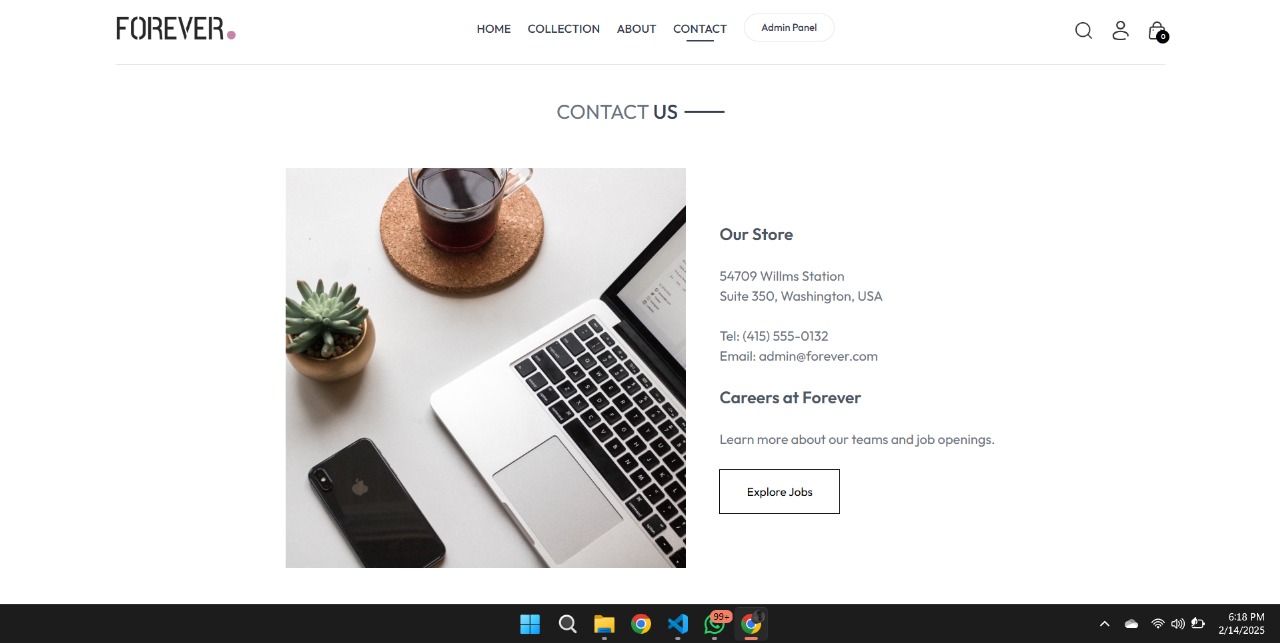 FOREVER.
HOME COLLECTION ABOUT CONTACT Admin Panel
0
CONTACT US
Our Store
54709 Willms Station
Suite 350, Washington, USA
Tel: (415) 555-0132
Email: admin@forever.com
Careers at Forever
Learn more about our teams and job openings.
Explore Jobs
99+
6:18 PM
2/14/2025